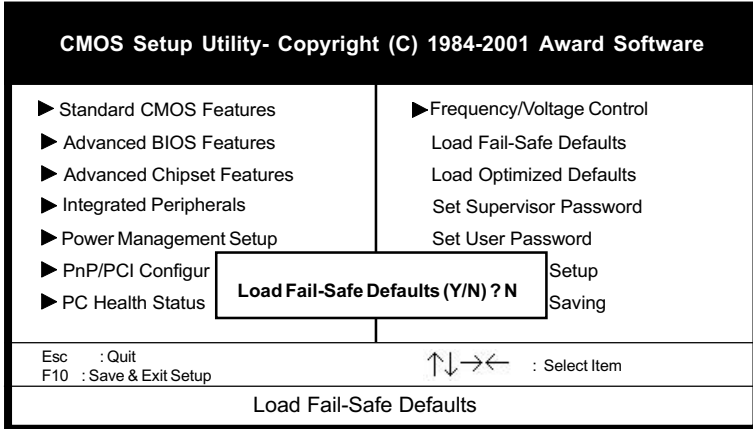 CMOS Setup Utility- Copyright (C) 1984-2001 Award Software
▶ Standard CMOS Features
▶ Advanced BIOS Features
▶ Advanced Chipset Features
▶ Integrated Peripherals
▶ Power Management Setup
▶ PnP/PCI Configur
▶ PC Health Status
▶ Frequency/Voltage Control
Load Fail-Safe Defaults
Load Optimized Defaults
Set Supervisor Password
Set User Password
Setup
Saving
Load Fail-Safe Defaults (Y/N) ? N
Esc : Quit
F10 : Save & Exit Setup
↑↓→← : Select Item
Load Fail-Safe Defaults